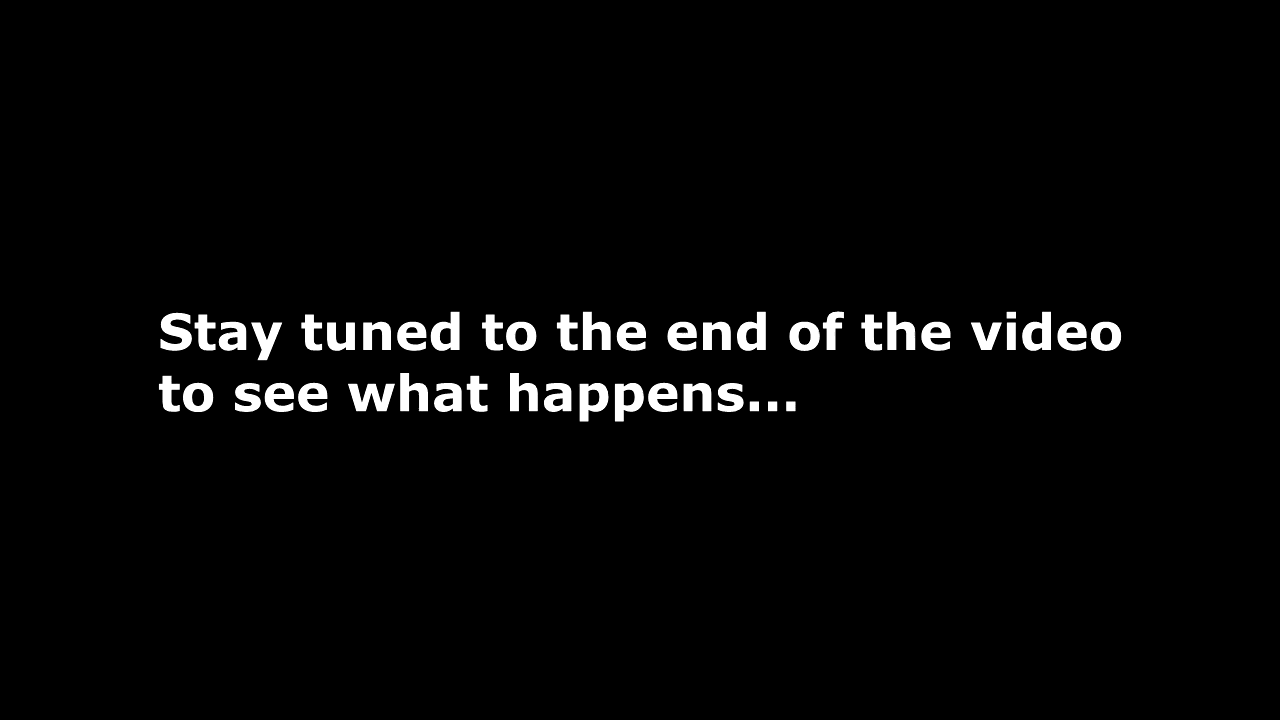 Stay tuned to the end of the video
to see what happens...